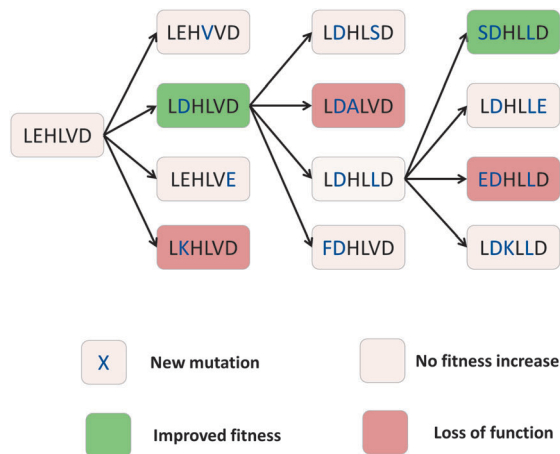 LEHVVD
LDHLSD
SDHLLD
LEHLVD
LDHLVD
LDALVD
LDHLLE
LEHLVE
LDHLLD
EDHLLD
LKHLVD
FDHLVD
LDKLLD
X
New mutation
No fitness increase
Improved fitness
Loss of function